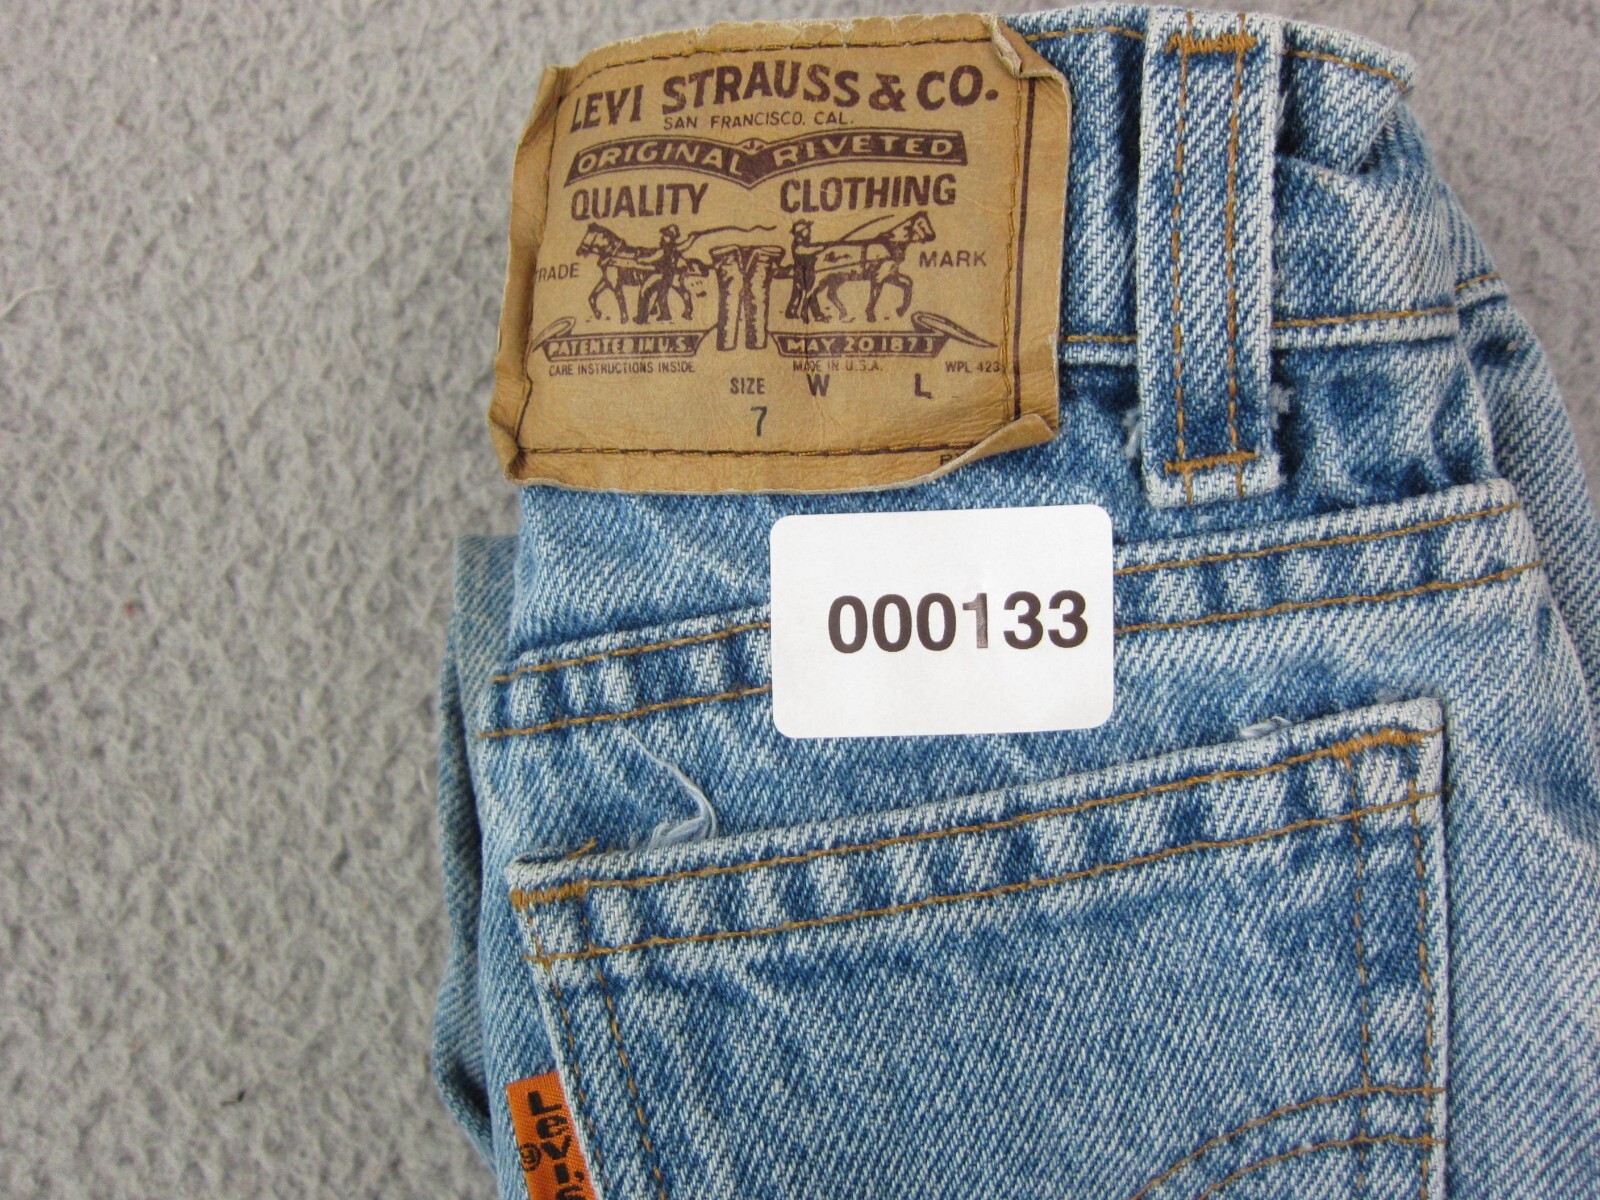 LEVI STRAUSS & CO.
SAN FRANCISCO, CAL.
ORIGINAL RIVETED
QUALITY CLOTHING
TRADE MARK
PATENTED IN U.S. MAY 20 1873
CARE INSTRUCTIONS INSIDE MADE IN U.S.A. WPL 423
SIZE W L
7
000133
LEVI'S
®